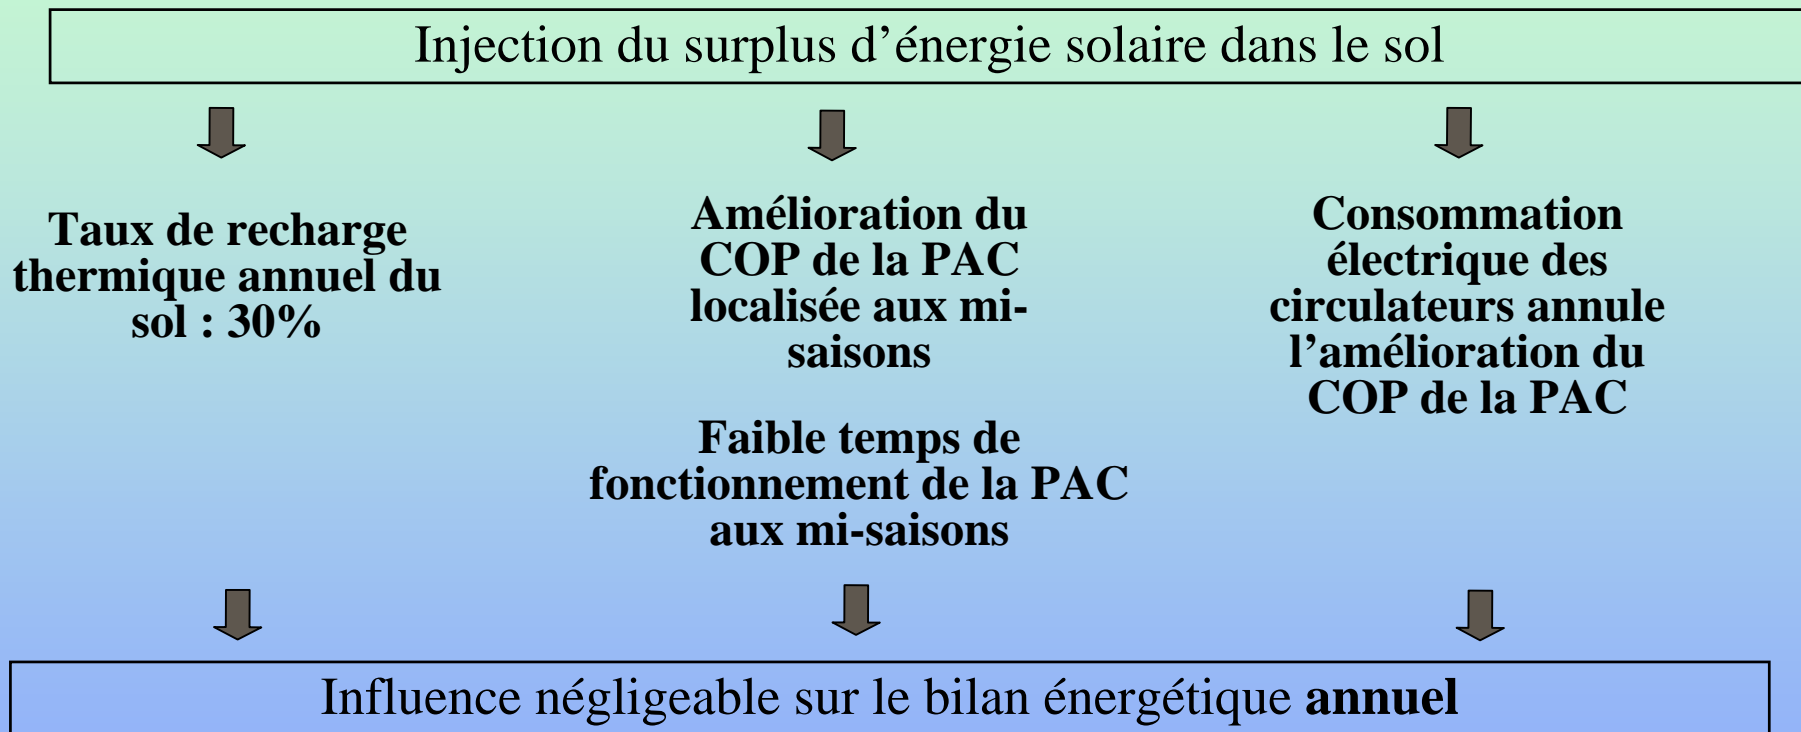 Injection du surplus d’énergie solaire dans le sol
Taux de recharge
thermique annuel du
sol : 30%
Amélioration du
COP de la PAC
localisée aux mi-
saisons
Faible temps de
fonctionnement de la PAC
aux mi-saisons
Consommation
électrique des
circulateurs annule
l’amélioration du
COP de la PAC
Influence négligeable sur le bilan énergétique annuel